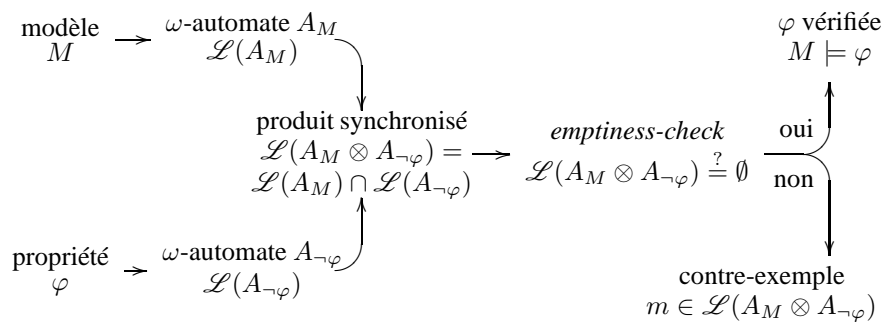 modèle
M
ω-automate A_M
ℒ(A_M)
produit synchronisé
ℒ(A_M ⊗ A_¬φ) =
ℒ(A_M) ∩ ℒ(A_¬φ)
propriété
φ
ω-automate A_¬φ
ℒ(A_¬φ)
emptiness-check
ℒ(A_M ⊗ A_¬φ) ≟ ∅
oui
non
φ vérifiée
M ⊨ φ
contre-exemple
m ∈ ℒ(A_M ⊗ A_¬φ)